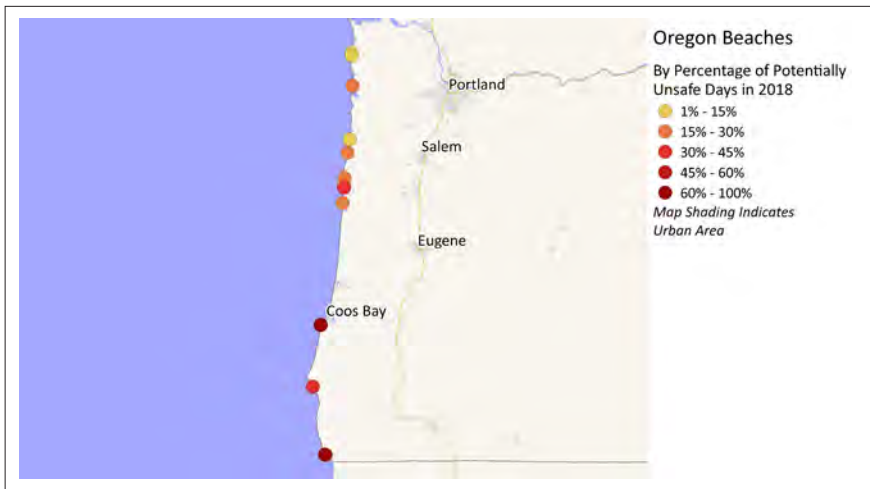 Oregon Beaches
By Percentage of Potentially
Unsafe Days in 2018
1% - 15%
15% - 30%
30% - 45%
45% - 60%
60% - 100%
Map Shading Indicates
Urban Area
Portland
Salem
Eugene
Coos Bay